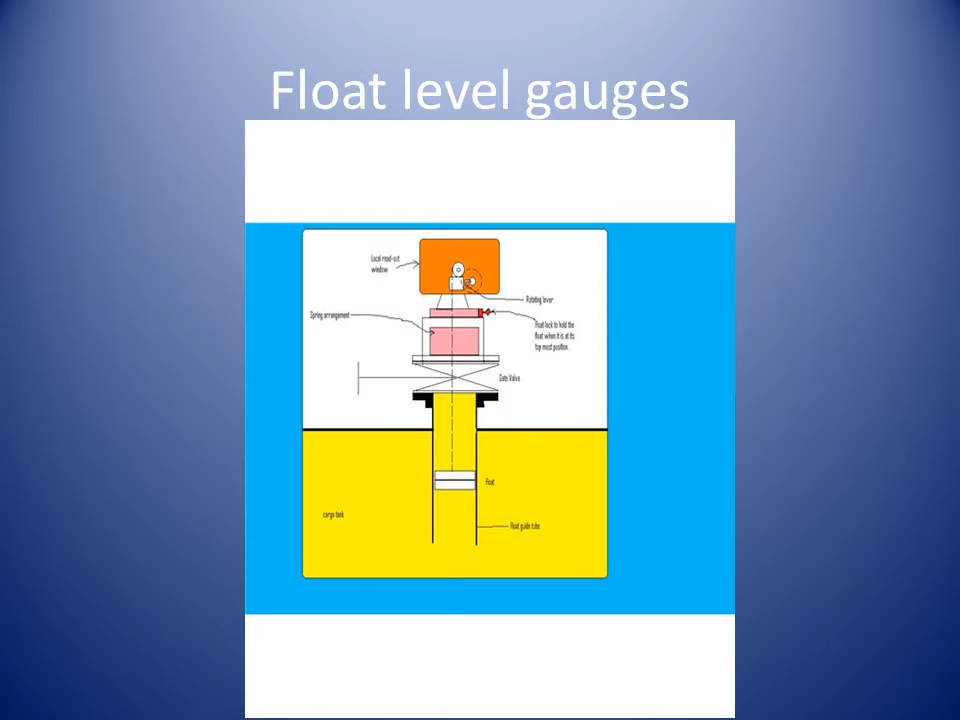 Float level gauges
Local read-out
window
Rotating lever
Spring arrangement
Float lock to hold the
float when it is at its
top most position.
Gate Valve
Float
cargo tank
Float guide tube